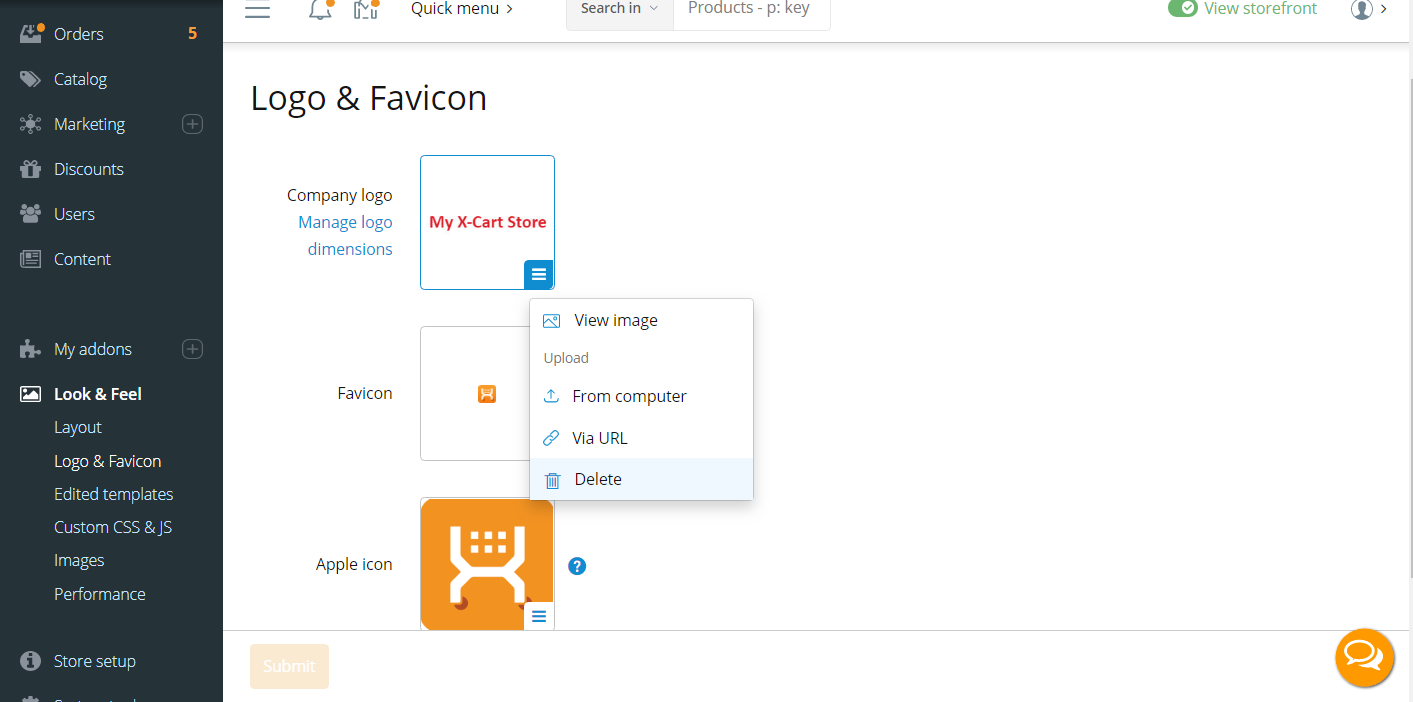 Orders 5
Catalog
Marketing
Discounts
Users
Content
My addons
Look & Feel
Layout
Logo & Favicon
Edited templates
Custom CSS & JS
Images
Performance
Store setup
Quick menu
Search in
Products - p: key
View storefront
Logo & Favicon
Company logo
Manage logo
dimensions
My X-Cart Store
View image
Upload
From computer
Via URL
Delete
Favicon
Apple icon
?
Submit